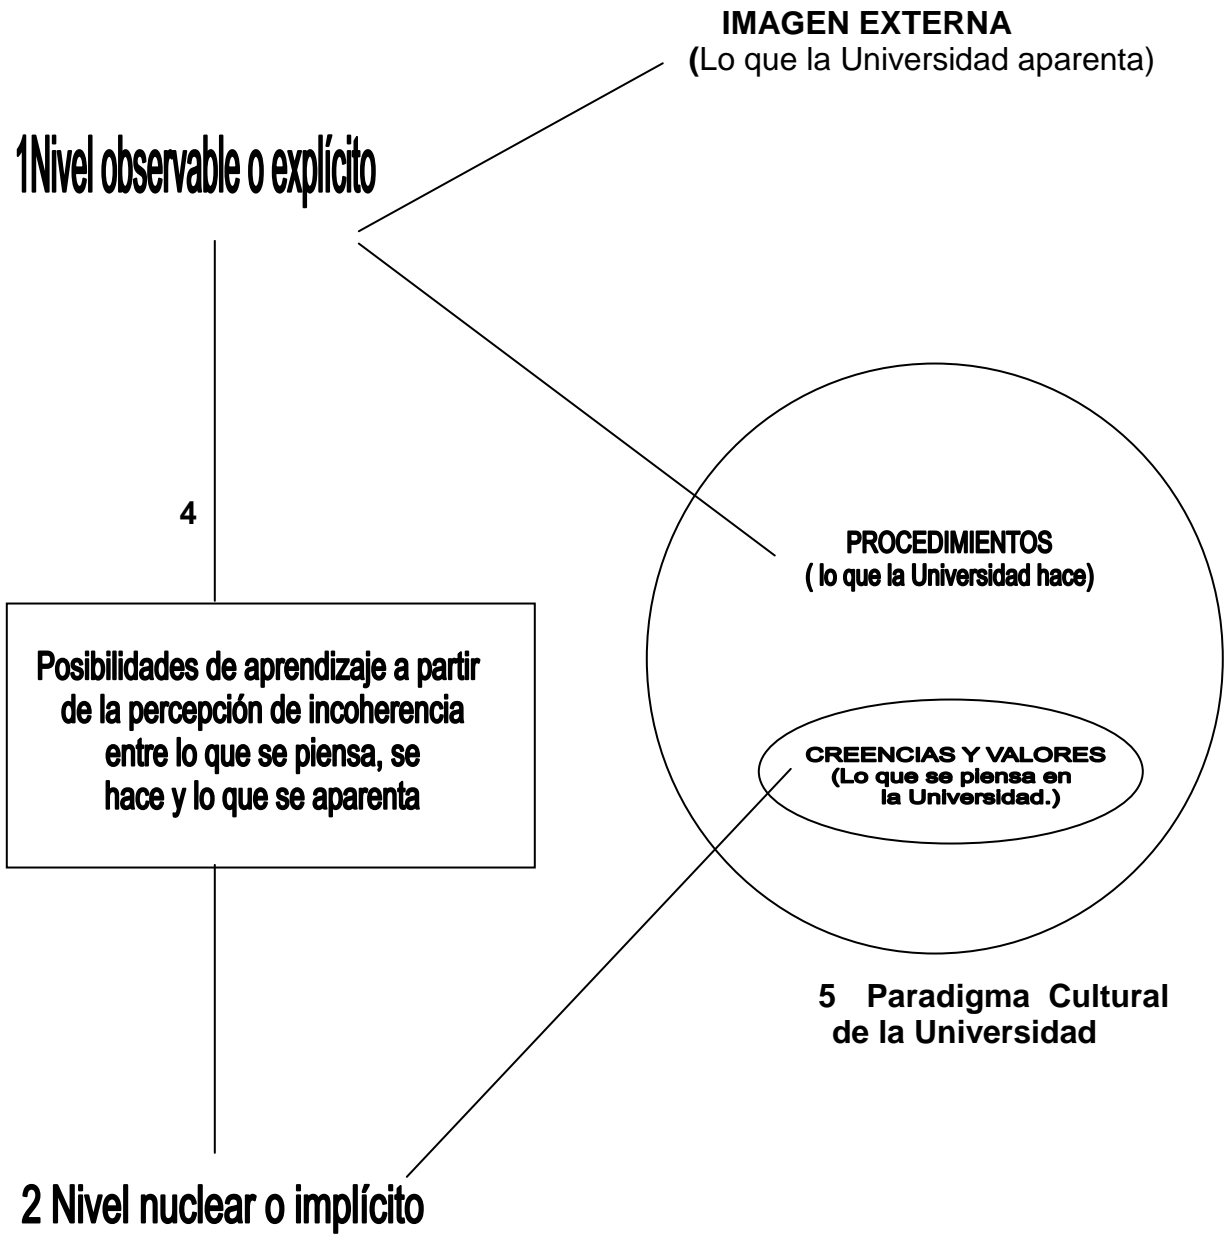 IMAGEN EXTERNA
(Lo que la Universidad aparenta)
1Nivel observable o explícito
4
PROCEDIMIENTOS
( lo que la Universidad hace)
Posibilidades de aprendizaje a partir
de la percepción de incoherencia
entre lo que se piensa, se
hace y lo que se aparenta
CREENCIAS Y VALORES
(Lo que se piensa en
la Universidad.)
5 Paradigma Cultural
de la Universidad
2 Nivel nuclear o implícito